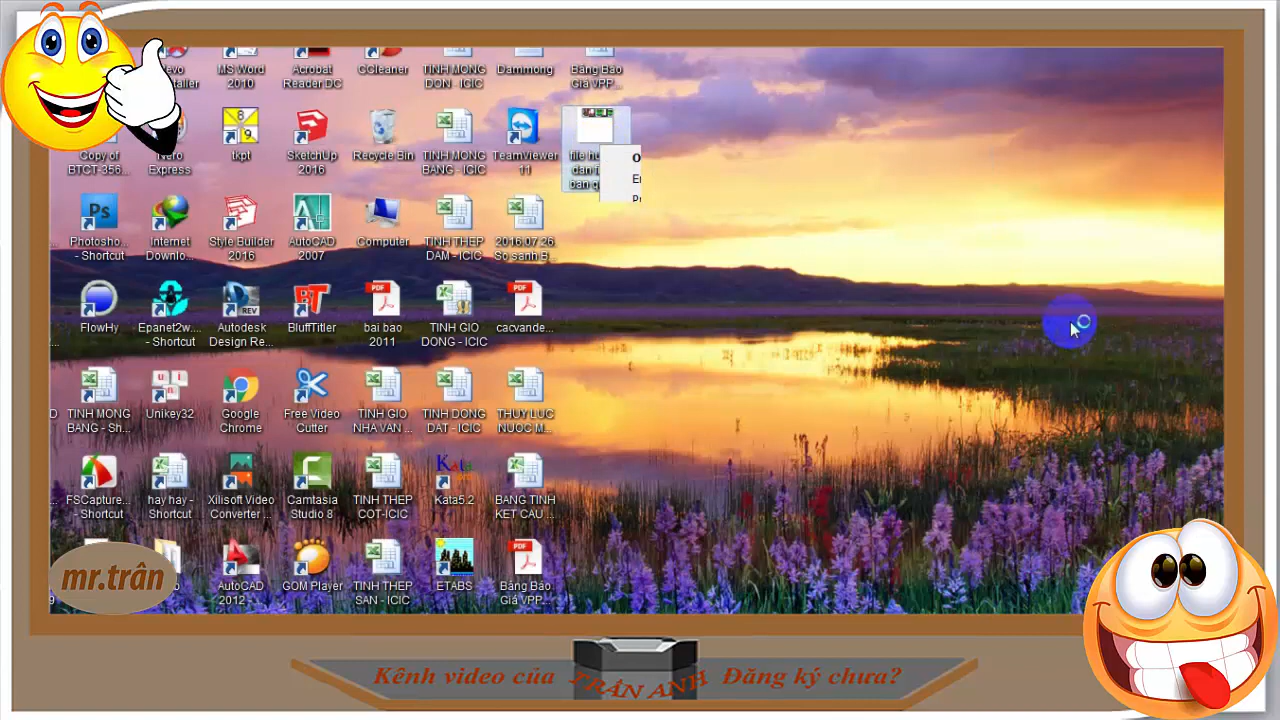 MS Word
2010
Acrobat
Reader DC
CCleaner
TINH MONG
DON - ICIC
Dammong
Bảng Báo
Giá VPP...
Copy of
BTCT-356...
Nero
Express
tkpt
SketchUp
2016
Recycle Bin
TINH MONG
BANG - ICIC
TeamViewer
11
Photosho...
- Shortcut
Internet
Downlo...
Style Builder
2016
AutoCAD
2007
Computer
TINH THEP
DAM - ICIC
2016.07.26
So sanh B...
FlowHy
Epanet2w...
- Shortcut
Autodesk
Design Re...
BluffTitler
bai bao
2011
TINH GIO
DONG - ICIC
cacvande...
TINH MONG
BANG - Sh...
Unikey32
Google
Chrome
Free Video
Cutter
TINH GIO
NHA VAN ...
TINH DONG
DAT - ICIC
THUY LUC
NUOC M...
FSCapture...
- Shortcut
hay hay -
Shortcut
Xilisoft Video
Converter ...
Camtasia
Studio 8
TINH THEP
COT-ICIC
Kata5.2
BANG TINH
KET CAU ...
AutoCAD
2012 - ...
GOM Player
TINH THEP
SAN - ICIC
ETABS
Bảng Báo
Giá VPP...
mr.trân
Kênh video của TRẦN ANH Đăng ký chưa?